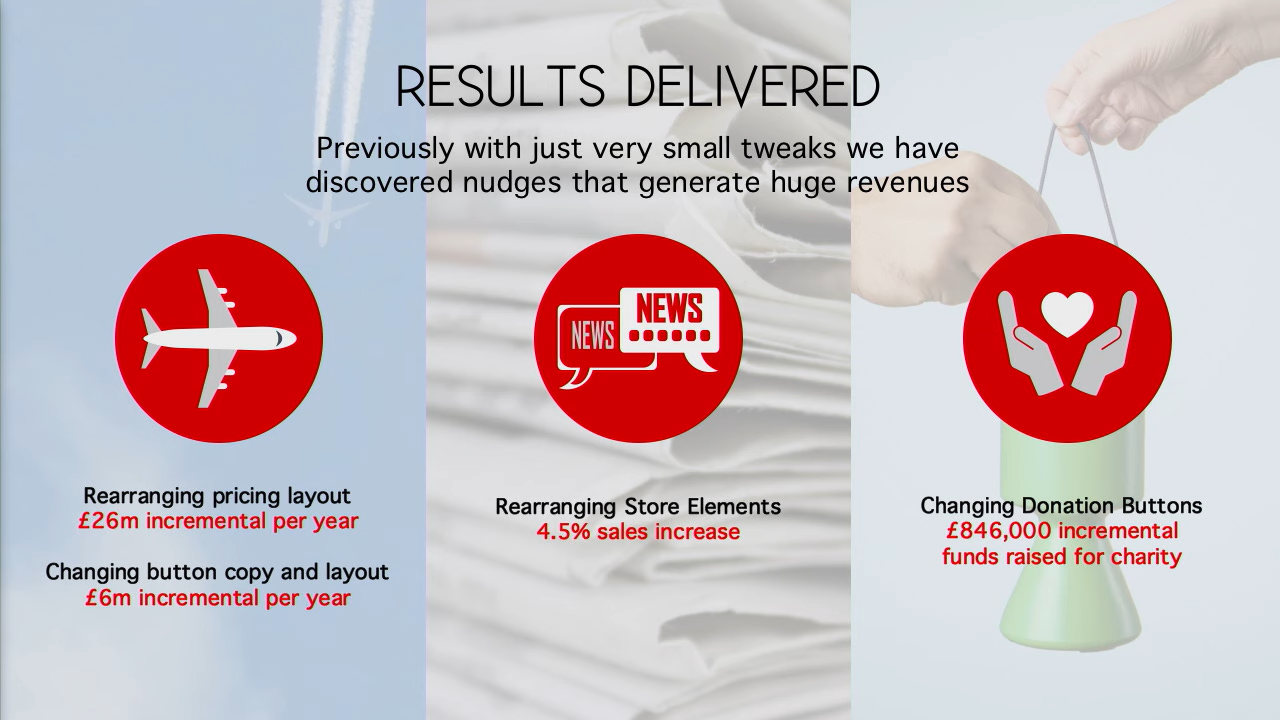 RESULTS DELIVERED
Previously with just very small tweaks we have
discovered nudges that generate huge revenues
NEWS
NEWS
Rearranging pricing layout
£26m incremental per year
Changing button copy and layout
£6m incremental per year
Rearranging Store Elements
4.5% sales increase
Changing Donation Buttons
£846,000 incremental
funds raised for charity